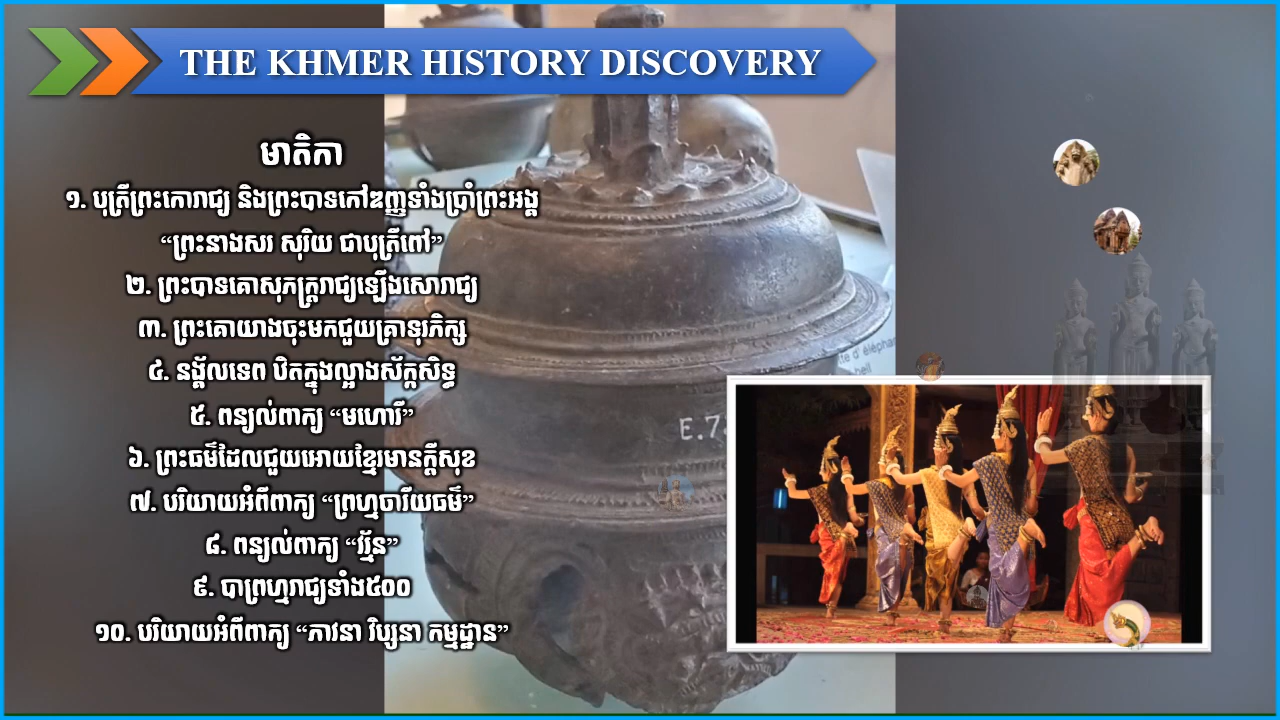 THE KHMER HISTORY DISCOVERY
មាតិកា
១. បុត្រីព្រះគោរាជ្យ និងព្រះបាទកៅឌញ្ញទាំងប្រាំព្រះអង្គ
“ព្រះនាងសរ សុរិយ ជាបុត្រីពៅ”
២. ព្រះបាទគោសុភក្ត្ររាជ្យឡើងសោរាជ្យ
៣. ព្រះគោយាងចុះមកជួយគ្រាទុរភិក្ស
៤. នង្គ័លទេព ឋិតក្នុងល្អាងស័ក្តសិទ្ធ
៥. ពន្យល់ពាក្យ “មហោរី”
៦. ព្រះធម៌ដែលជួយអោយខ្មែរមានក្តីសុខ
៧. បរិយាយអំពីពាក្យ “ព្រហ្មចារីយធម៌”
៨. ពន្យល់ពាក្យ “វរ្ម័ន”
៩. បាព្រហ្មរាជ្យទាំង៥០០
១០. បរិយាយអំពីពាក្យ “ភាវនា វិប្សនា កម្មដ្ឋាន”
E.7
te d' éléphan
bell